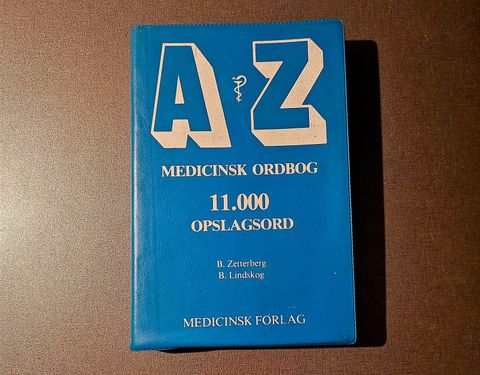 A Z
MEDICINSK ORDBOG
11.000
OPSLAGSORD
B. Zetterberg
B. Lindskog
MEDICINSK FORLAG